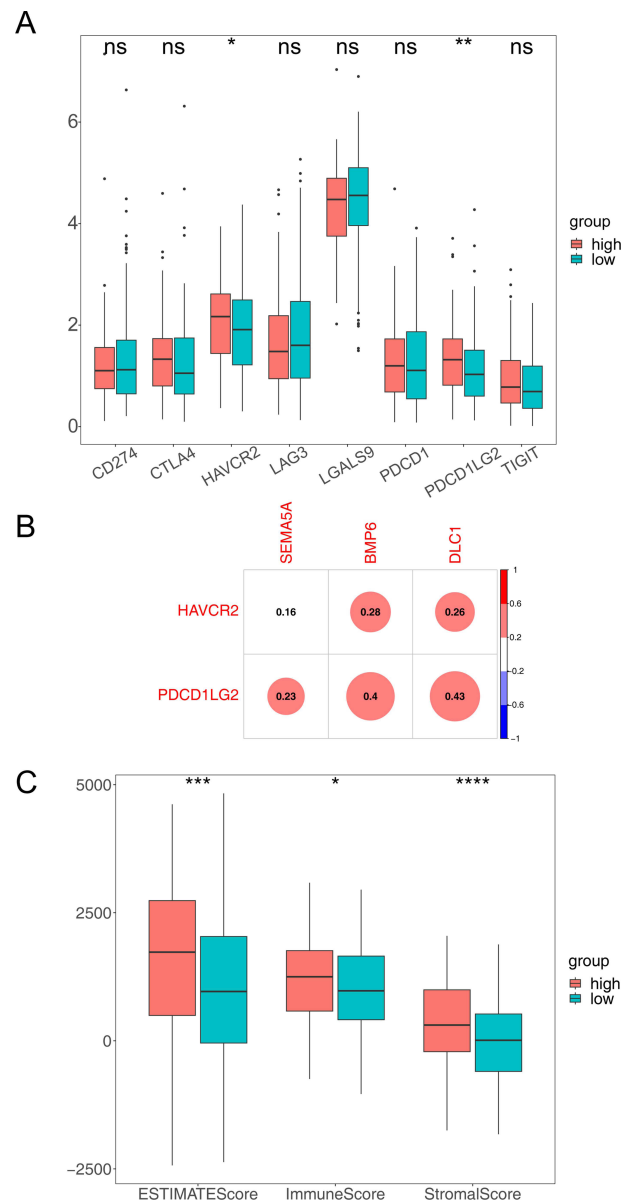 A
ns ns * ns ns ns ** ns
6
4
2
0
group
high
low
CD274 CTLA4 HAVCR2 LAG3 LGALS9 PDCD1 PDCD1LG2 TIGIT
B
SEMA5A BMP6 DLC1
HAVCR2 0.16 0.28 0.26
PDCD1LG2 0.23 0.4 0.43
1
0.6
0.2
-0.2
-0.6
-1
C
*** * ****
5000
2500
0
−2500
group
high
low
ESTIMATEScore ImmuneScore StromalScore